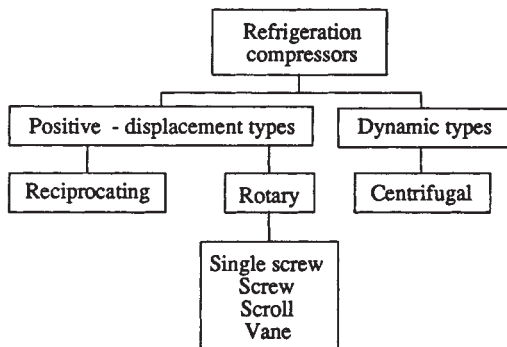 Refrigeration
compressors
Positive - displacement types
Dynamic types
Reciprocating
Rotary
Centrifugal
Single screw
Screw
Scroll
Vane